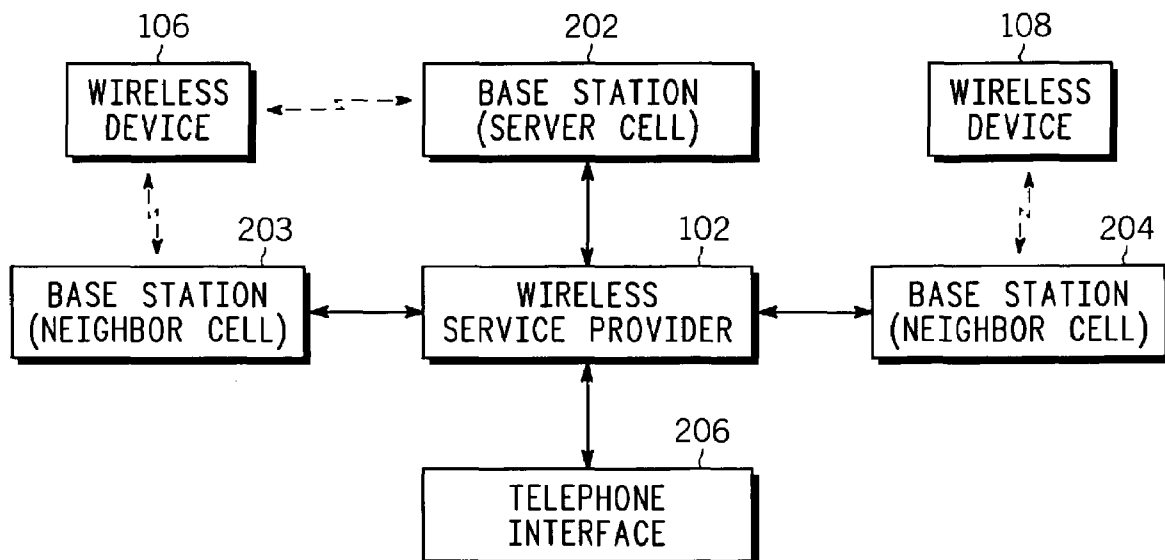 106
202
108
WIRELESS
DEVICE
BASE STATION
(SERVER CELL)
WIRELESS
DEVICE
203
102
204
BASE STATION
(NEIGHBOR CELL)
WIRELESS
SERVICE PROVIDER
BASE STATION
(NEIGHBOR CELL)
206
TELEPHONE
INTERFACE